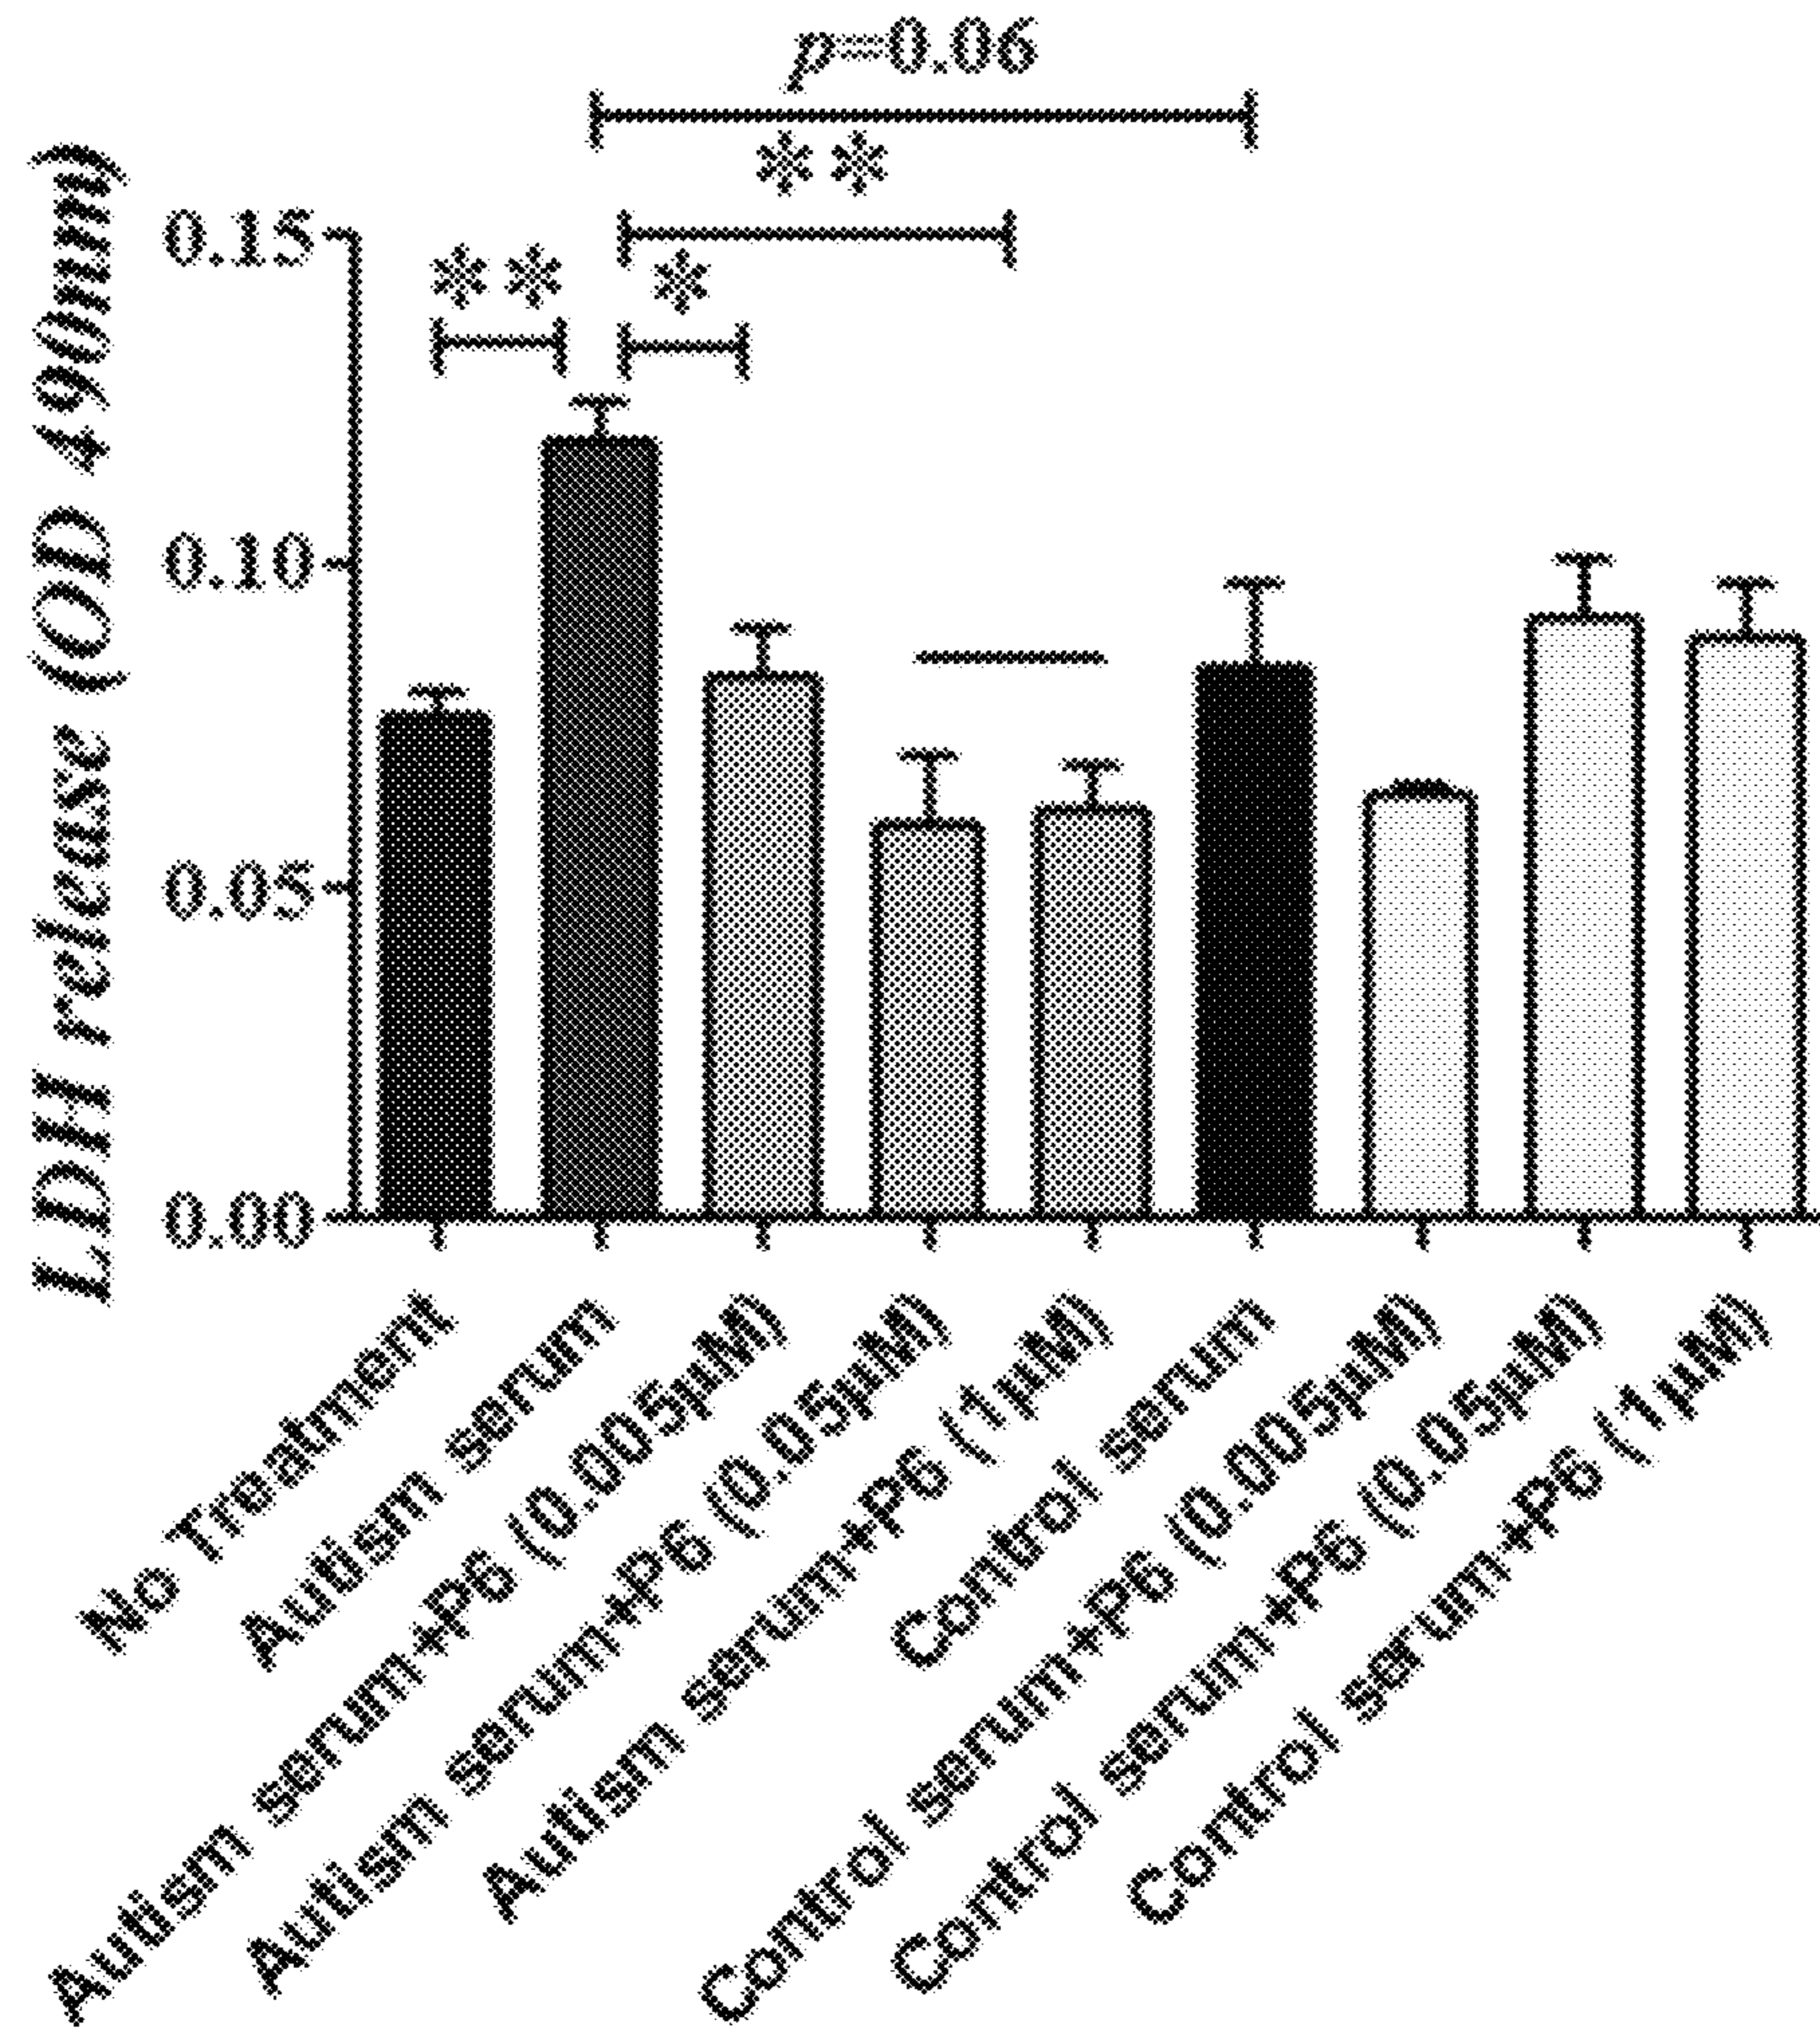 p=0.06
**
** *
LDH release (OD 490nm)
0.15
0.10
0.05
0.00
No Treatment
Autism serum
Autism serum+P6 (0.005µM)
Autism serum+P6 (0.05µM)
Autism serum+P6 (1µM)
Control serum
Control serum+P6 (0.005µM)
Control serum+P6 (0.05µM)
Control serum+P6 (1µM)